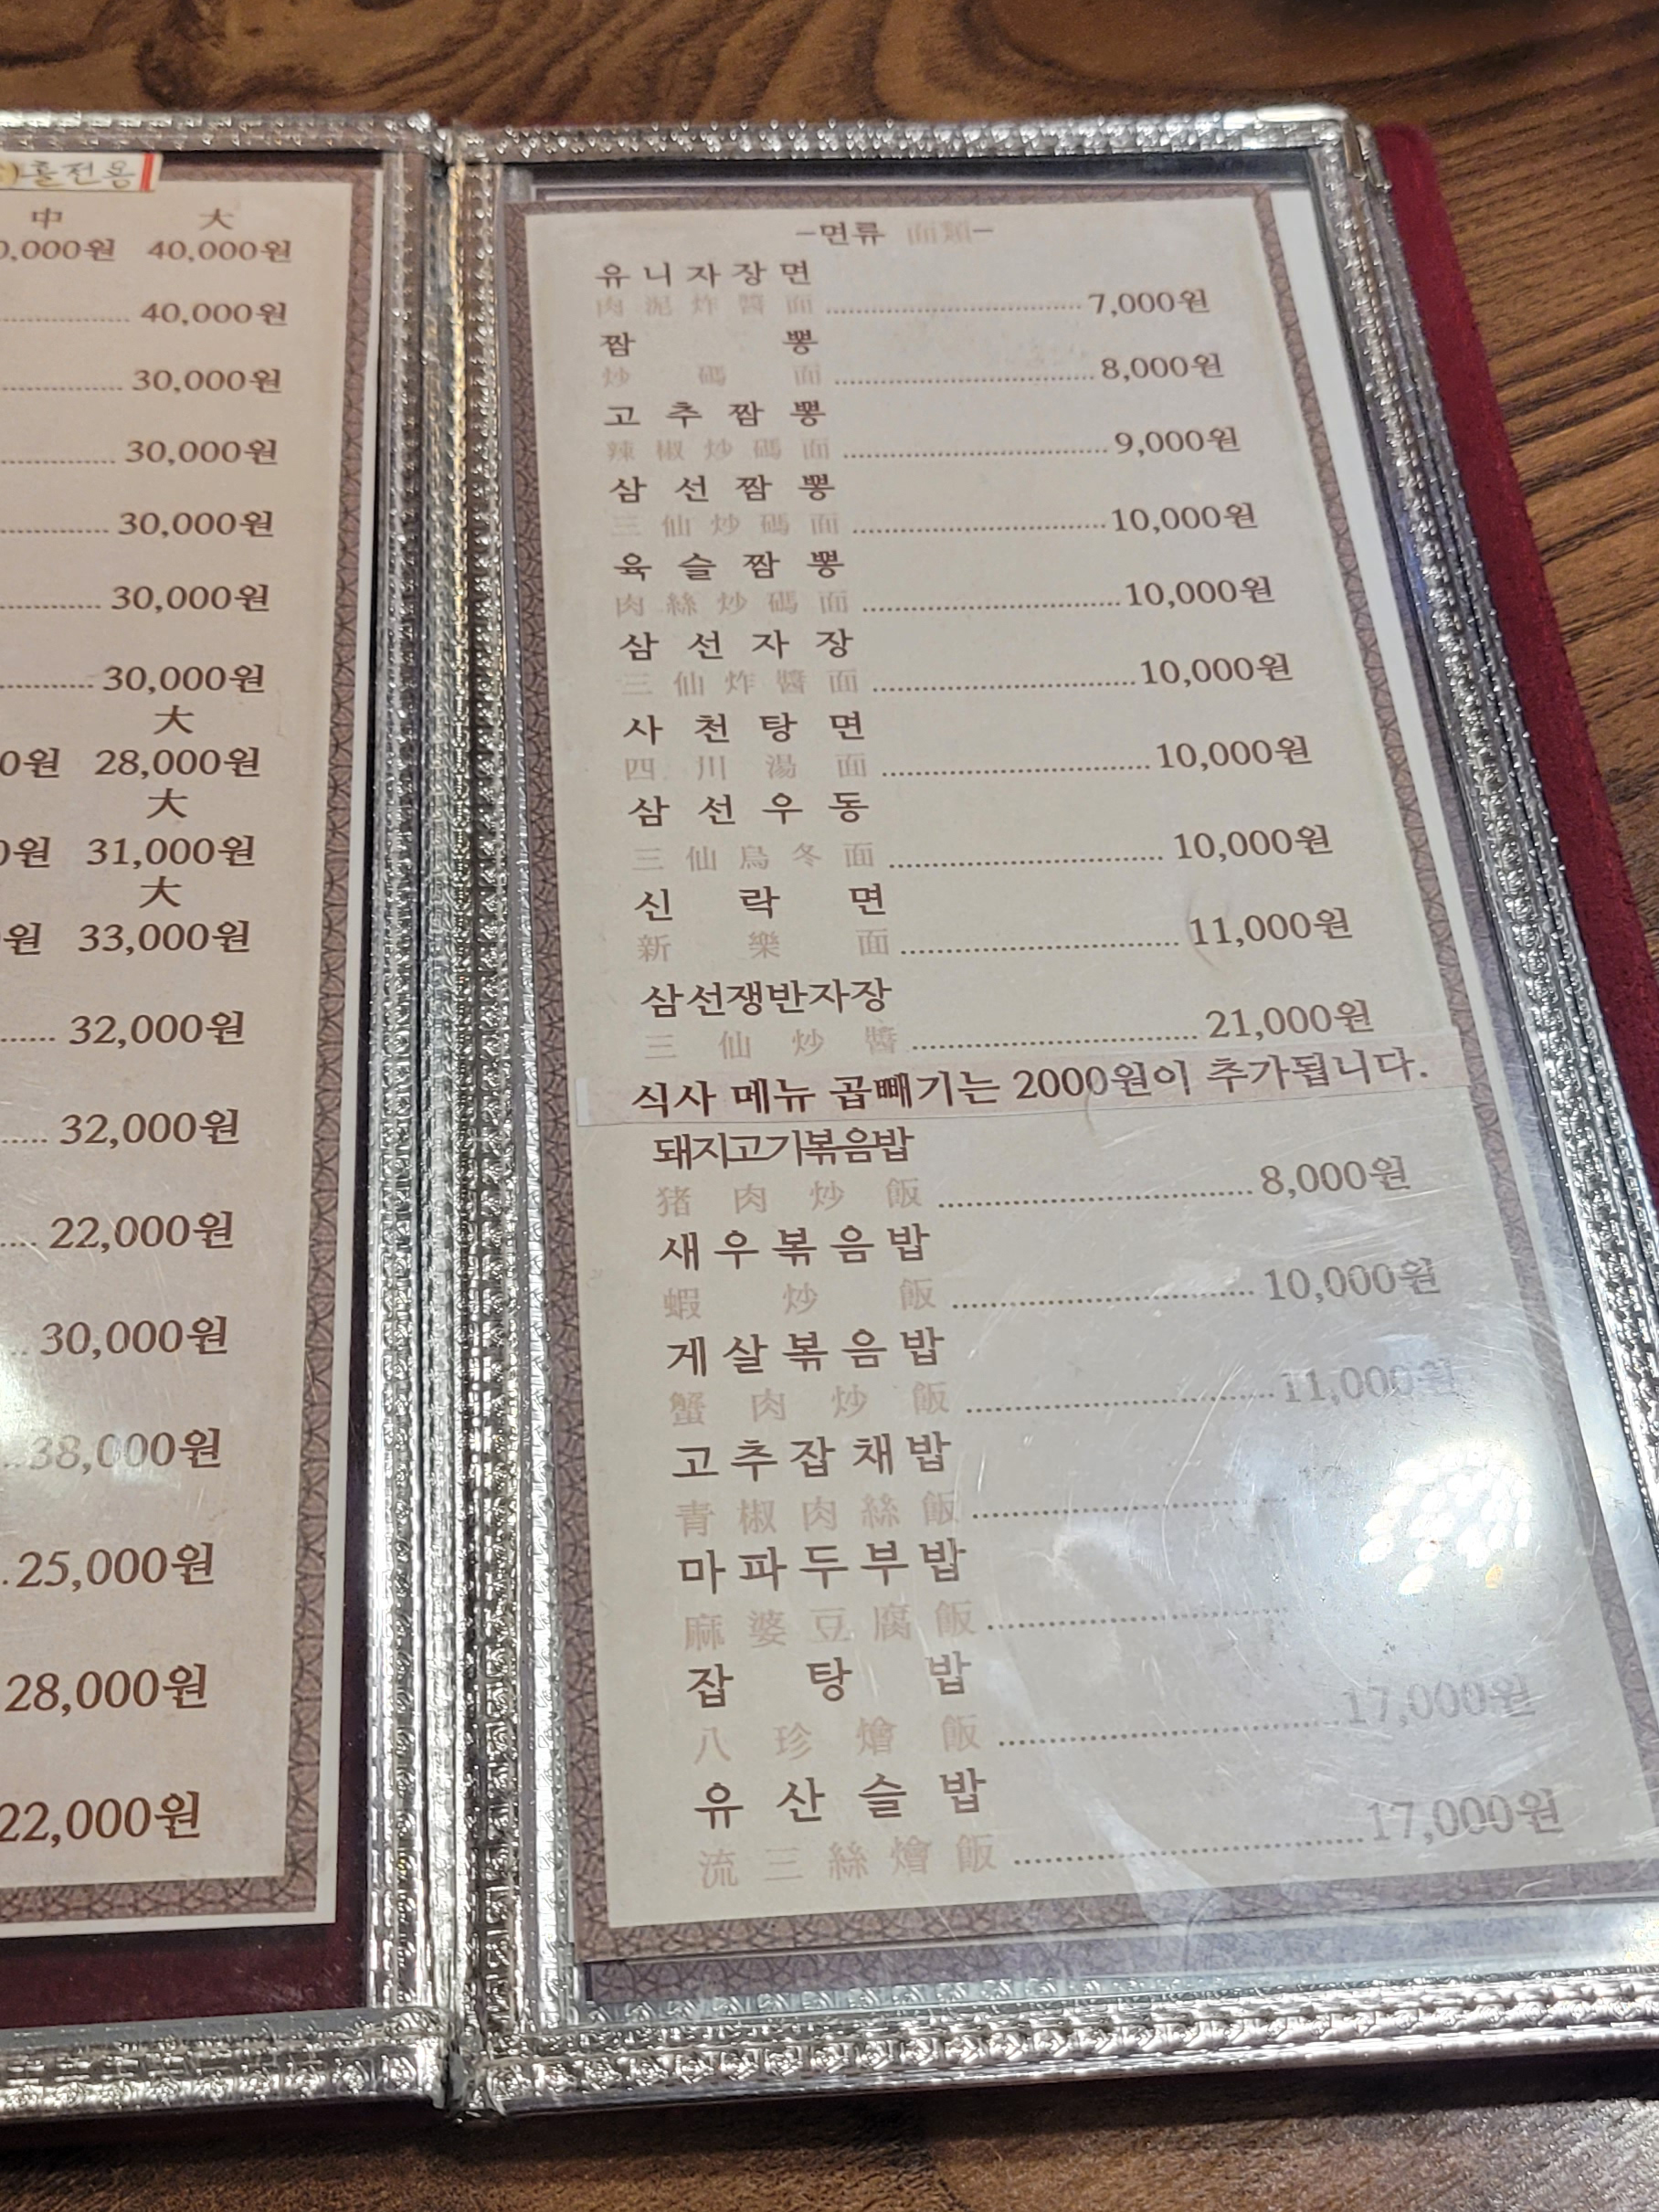 홀전용
中 大
0,000원 40,000원
40,000원
30,000원
30,000원
30,000원
30,000원
30,000원
大
0원 28,000원
大
0원 31,000원
大
원 33,000원
32,000원
32,000원
22,000원
30,000원
38,000원
25,000원
28,000원
22,000원
-면류 面類-
유니자장면
肉泥炸醬面 7,000원
짬뽕
炒碼面 8,000원
고추짬뽕
辣椒炒碼面 9,000원
삼선짬뽕
三仙炒碼面 10,000원
육슬짬뽕
肉絲炒碼面 10,000원
삼선자장
三仙炸醬面 10,000원
사천탕면
四川湯面 10,000원
삼선우동
三仙烏冬面 10,000원
신락면
新樂面 11,000원
삼선쟁반자장
三仙炒醬 21,000원
식사 메뉴 곱빼기는 2000원이 추가됩니다.
돼지고기볶음밥
猪肉炒飯 8,000원
새우볶음밥
蝦炒飯 10,000원
게살볶음밥
蟹肉炒飯 11,000원
고추잡채밥
青椒肉絲飯
마파두부밥
麻婆豆腐飯
잡탕밥
八珍燴飯 17,000원
유산슬밥
流三絲燴飯 17,000원